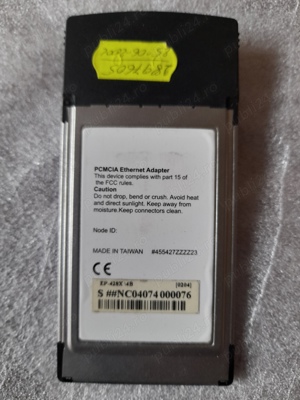 PCMCIA Ethernet Adapter
This device complies with part 15 of
the FCC rules.
Caution
Do not drop, bend or crush. Avoid heat
and direct sunlight. Keep away from
moisture.Keep connectors clean.
Node ID:
MADE IN TAIWAN #455427ZZZZ23
CE
[0204]
S ##NC04074000076